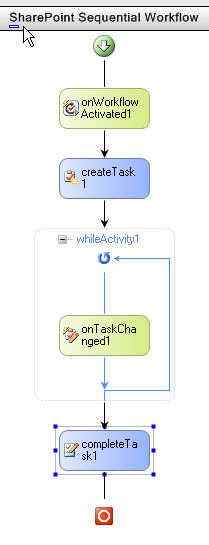 SharePoint Sequential Workflow
onWorkflow
Activated1
createTask
1
whileActivity1
onTaskCha
nged1
completeTa
sk1